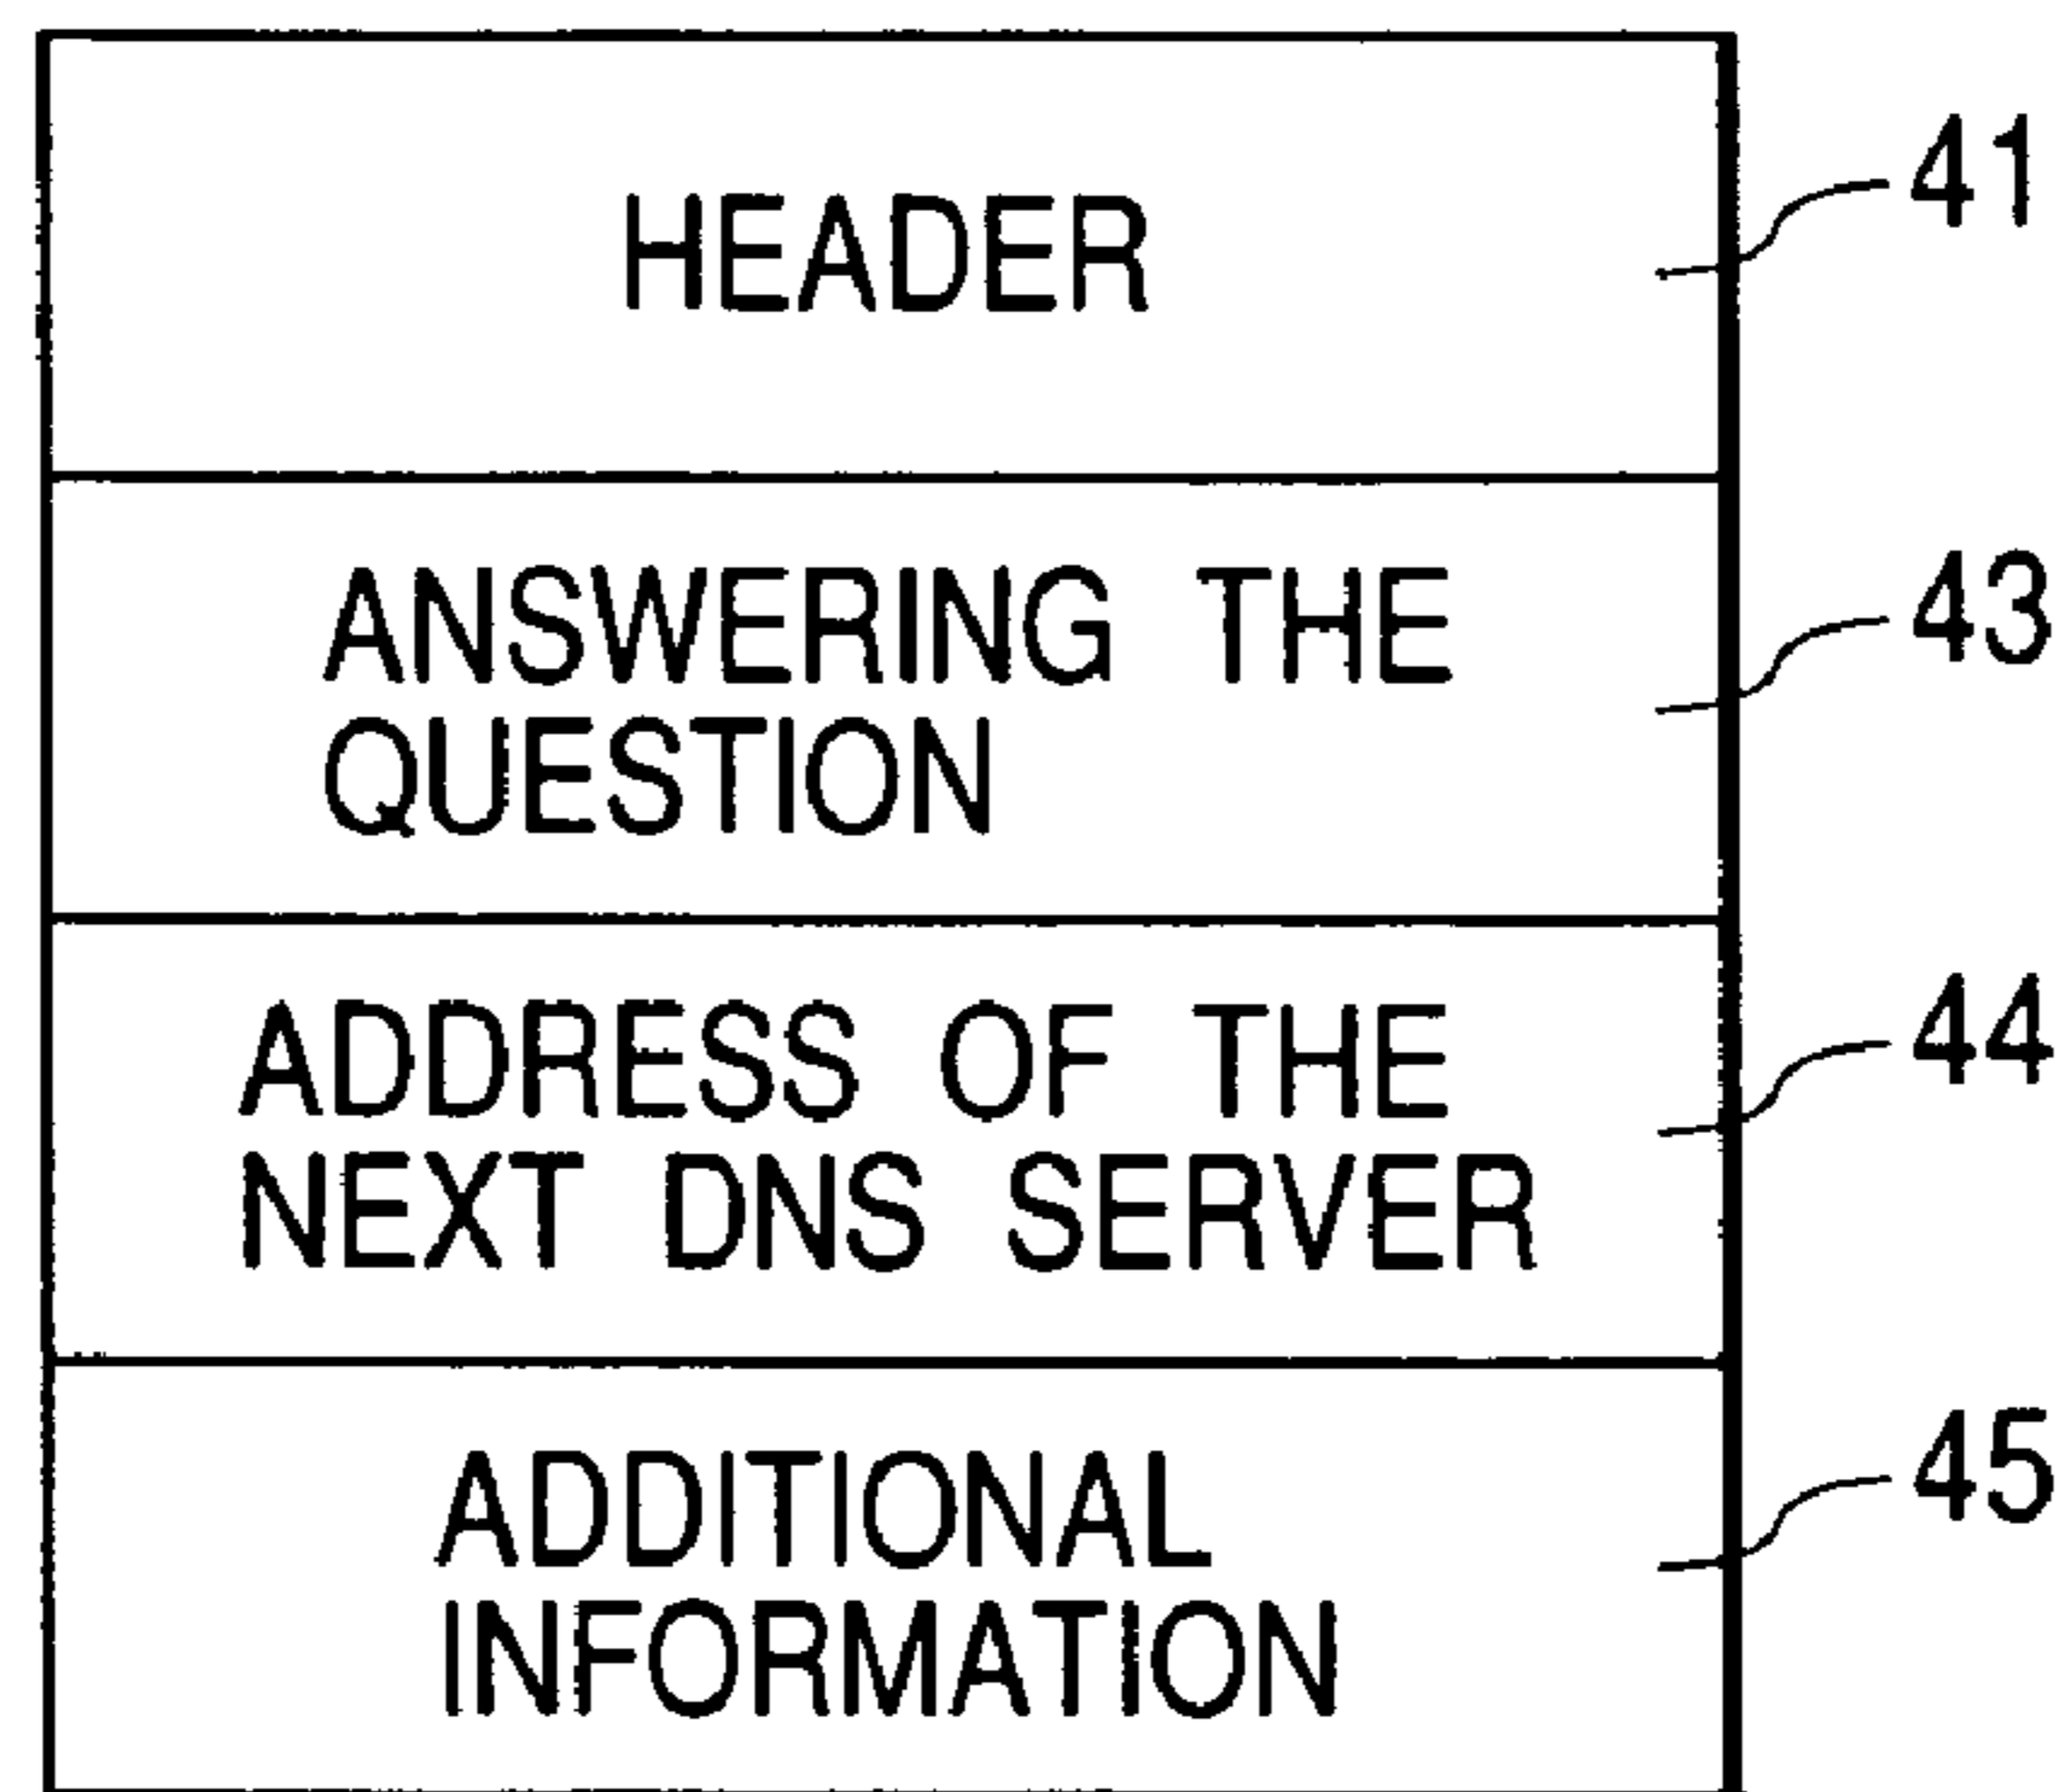 HEADER
41
ANSWERING THE
QUESTION
43
ADDRESS OF THE
NEXT DNS SERVER
44
ADDITIONAL
INFORMATION
45